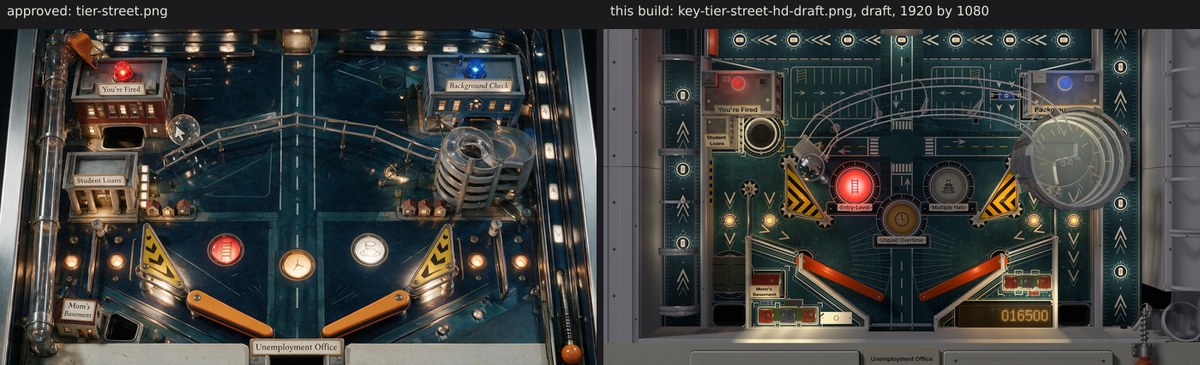 approved: tier-street.png
this build: key-tier-street-hd-draft.png, draft, 1920 by 1080
You're Fired
Background Check
Student Loans
Mom's
Basement
Unemployment Office
You're Fired
Student
Loans
Entry-Level
Multiple Hats
Unpaid Overtime
Mom's
Basement
016500
Unemployment Office